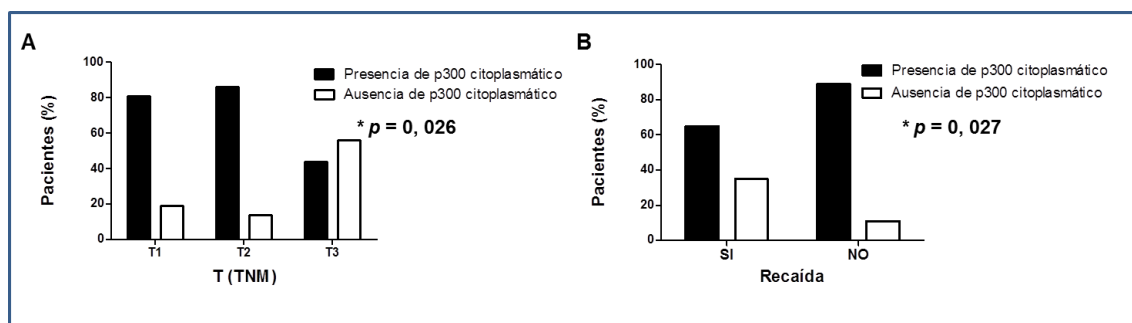 A
Pacientes (%)
100
80
60
40
20
0
T1 T2 T3
T (TNM)
Presencia de p300 citoplasmático
Ausencia de p300 citoplasmático
* p = 0, 026
B
Pacientes (%)
100
80
60
40
20
0
SI NO
Recaída
Presencia de p300 citoplasmático
Ausencia de p300 citoplasmático
* p = 0, 027